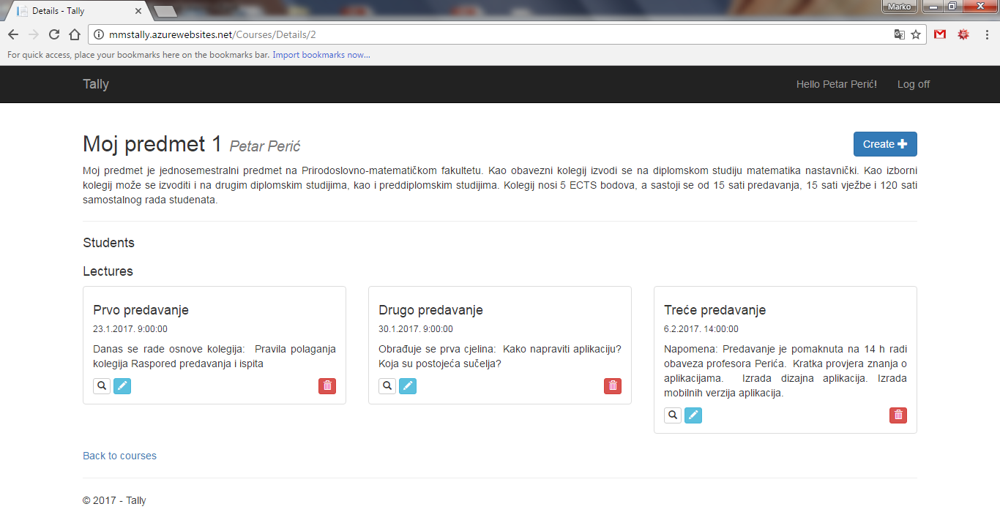 Details - Tally
Marko
mmstally.azurewebsites.net/Courses/Details/2
For quick access, place your bookmarks here on the bookmarks bar. Import bookmarks now...
Tally
Hello Petar Perić!
Log off
Moj predmet 1 Petar Perić
Create
Moj predmet je jednosemestralni predmet na Prirodoslovno-matematičkom fakultetu. Kao obavezni kolegij izvodi se na diplomskom studiju matematika nastavnički. Kao izborni
kolegij može se izvoditi i na drugim diplomskim studijima, kao i preddiplomskim studijima. Kolegij nosi 5 ECTS bodova, a sastoji se od 15 sati predavanja, 15 sati vježbe i 120 sati
samostalnog rada studenata.
Students
Lectures
Prvo predavanje
23.1.2017. 9:00:00
Danas se rade osnove kolegija: Pravila polaganja
kolegija Raspored predavanja i ispita
Drugo predavanje
30.1.2017. 9:00:00
Obrađuje se prva cjelina: Kako napraviti aplikaciju?
Koja su postojeća sučelja?
Treće predavanje
6.2.2017. 14:00:00
Napomena: Predavanje je pomaknuta na 14 h radi
obaveza profesora Perića. Kratka provjera znanja o
aplikacijama. Izrada dizajna aplikacija. Izrada
mobilnih verzija aplikacija.
Back to courses
© 2017 - Tally